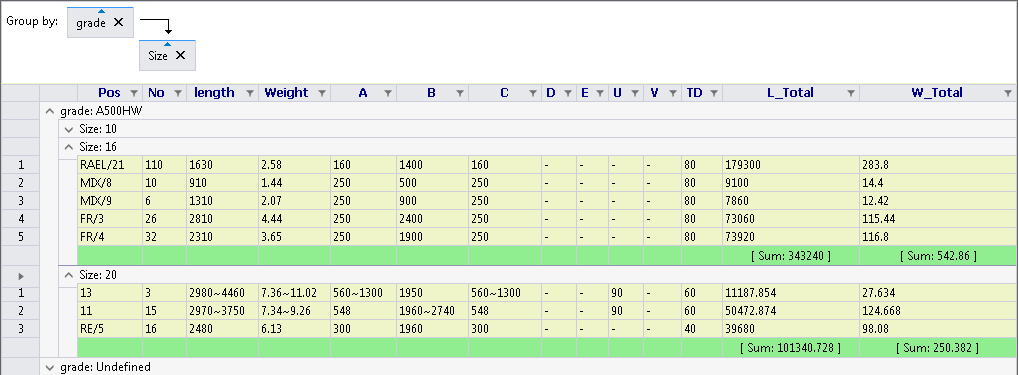 Group by: grade ✕
Size ✕
Pos No length Weight A B C D E U V TD L_Total W_Total
grade: A500HW
Size: 10
Size: 16
1 RAEL/21 110 1630 2.58 160 1400 160 - - - - 80 179300 283.8
2 MIX/8 10 910 1.44 250 500 250 - - - - 80 9100 14.4
3 MIX/9 6 1310 2.07 250 900 250 - - - - 80 7860 12.42
4 FR/3 26 2810 4.44 250 2400 250 - - - - 80 73060 115.44
5 FR/4 32 2310 3.65 250 1900 250 - - - - 80 73920 116.8
[ Sum: 343240 ] [ Sum: 542.86 ]
Size: 20
1 13 3 2980~4460 7.36~11.02 560~1300 1950 560~1300 - - 90 - 60 11187.854 27.634
2 11 15 2970~3750 7.34~9.26 548 1960~2740 548 - - 90 - 60 50472.874 124.668
3 RE/5 16 2480 6.13 300 1960 300 - - - - 40 39680 98.08
[ Sum: 101340.728 ] [ Sum: 250.382 ]
grade: Undefined